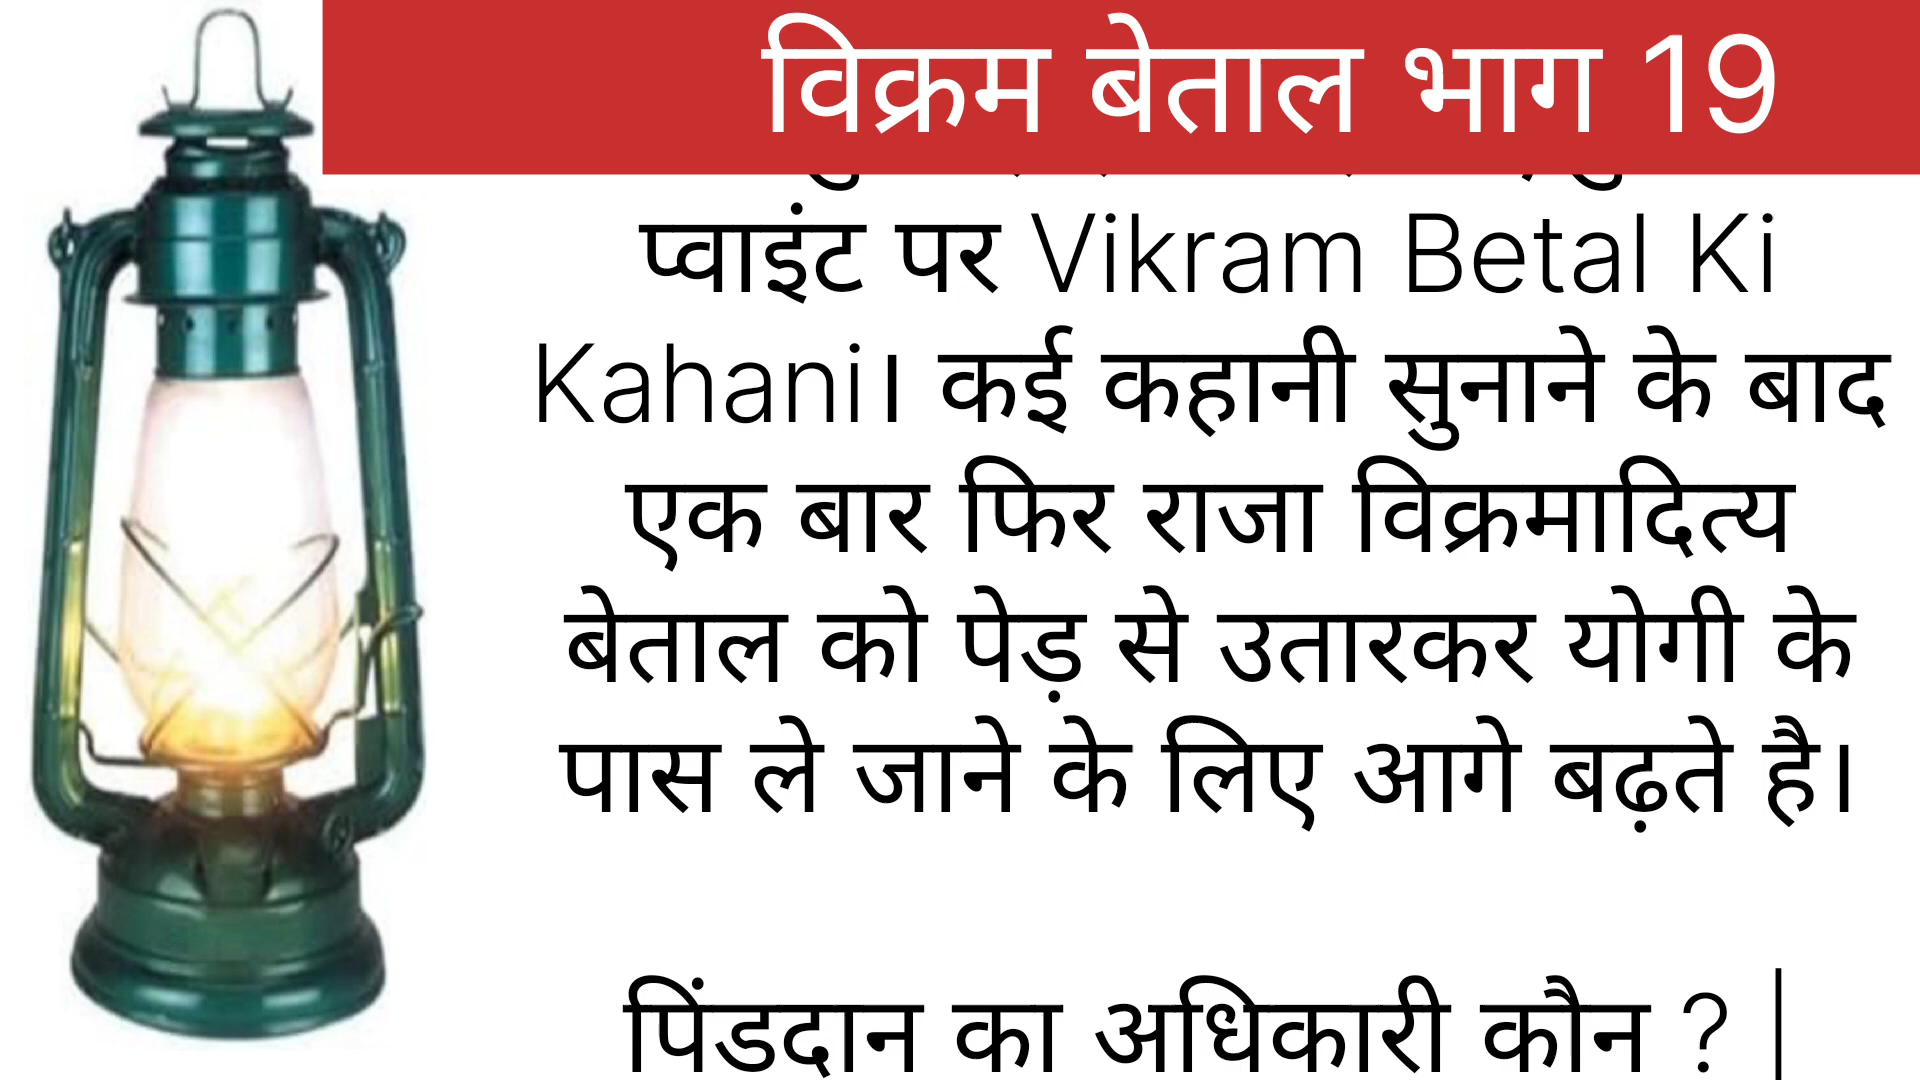 विक्रम बेताल भाग 19
प्वाइंट पर Vikram Betal Ki
Kahani। कई कहानी सुनाने के बाद
एक बार फिर राजा विक्रमादित्य
बेताल को पेड़ से उतारकर योगी के
पास ले जाने के लिए आगे बढ़ते है।
पिंडदान का अधिकारी कौन ? |